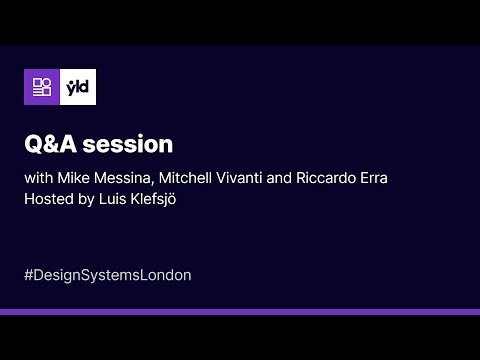 yld
Q&A session
with Mike Messina, Mitchell Vivanti and Riccardo Erra
Hosted by Luis Klefsjö
#DesignSystemsLondon